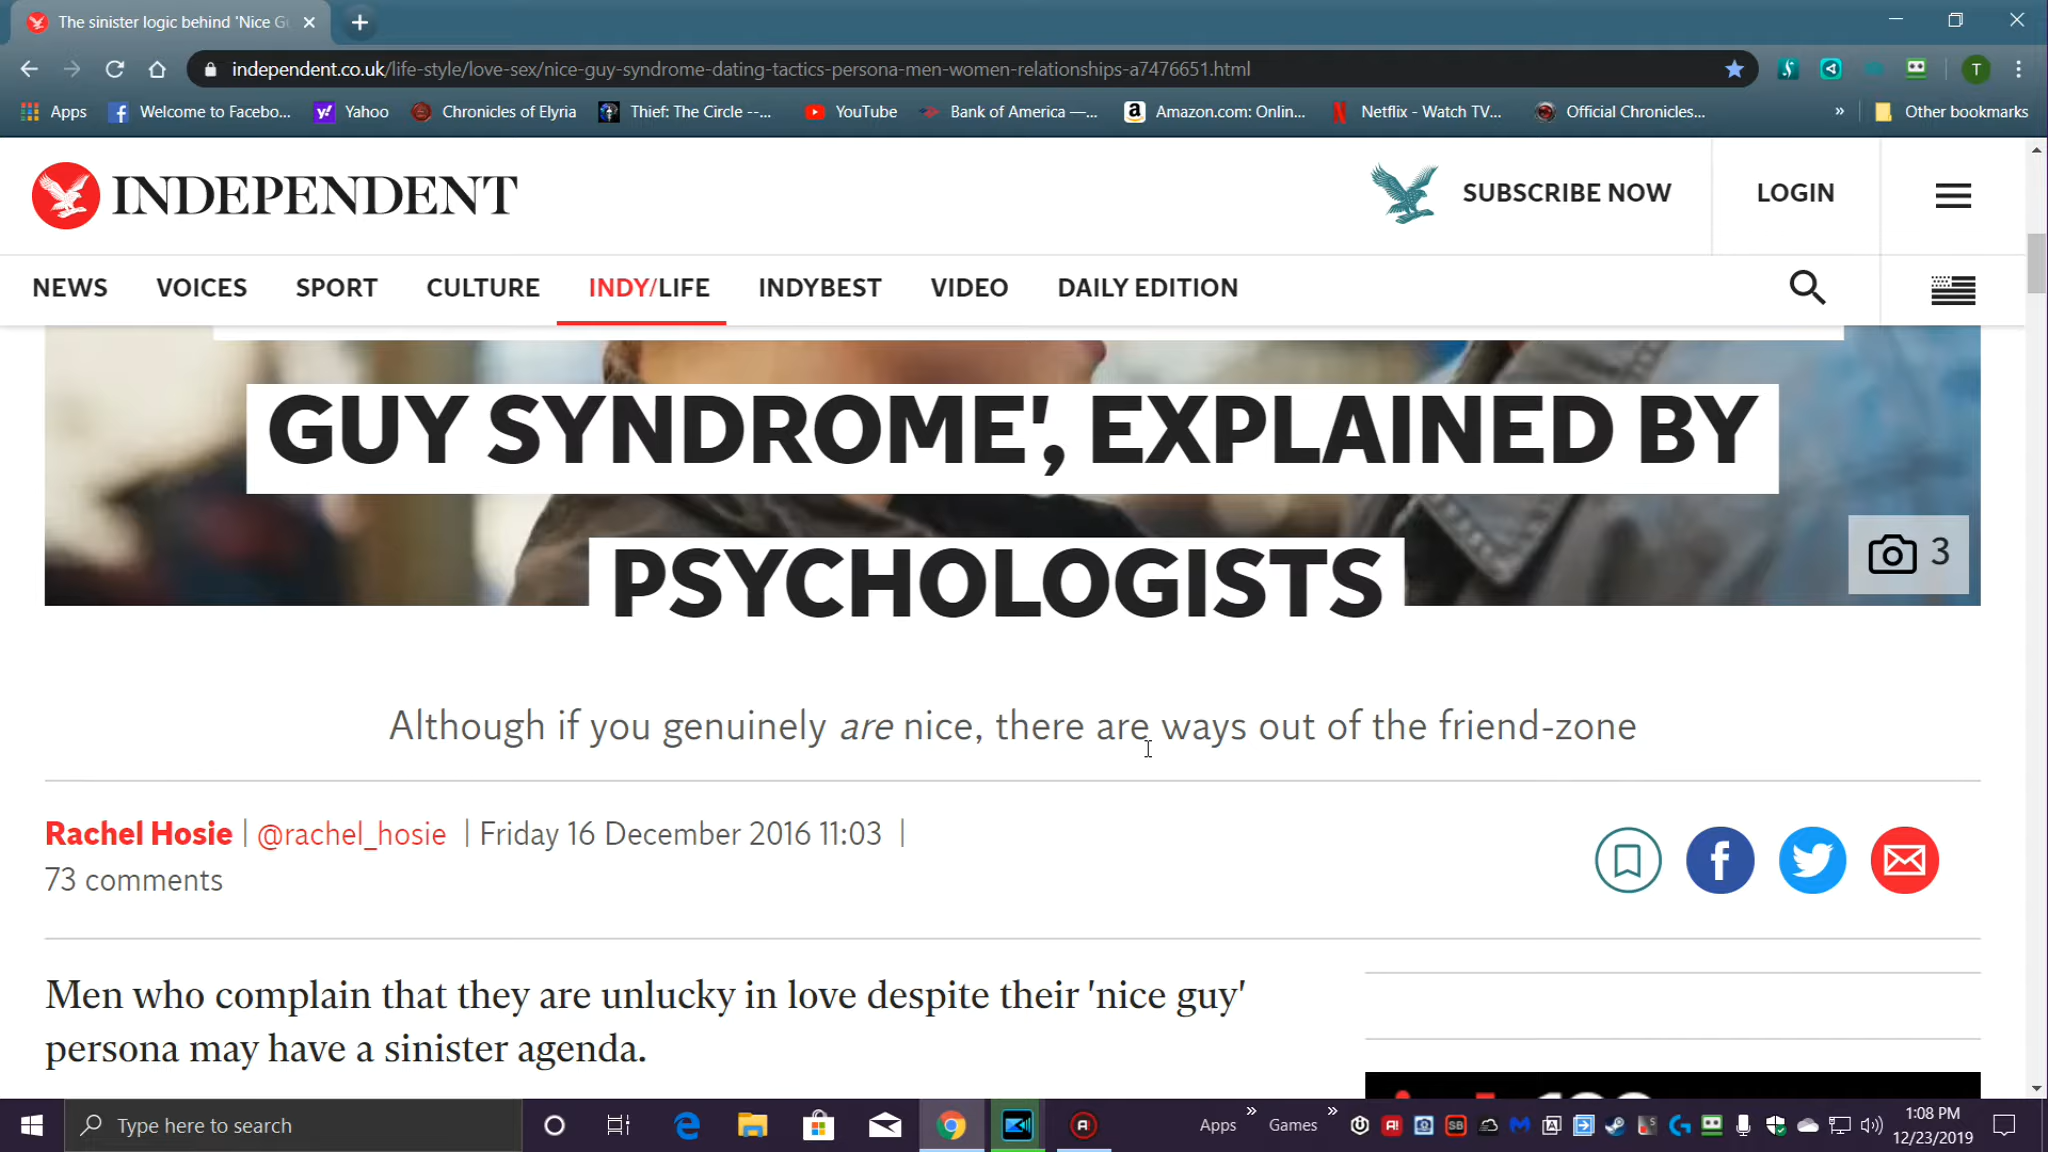 The sinister logic behind 'Nice G
independent.co.uk/life-style/love-sex/nice-guy-syndrome-dating-tactics-persona-men-women-relationships-a7476651.html
T
Apps Welcome to Facebo... Yahoo Chronicles of Elyria Thief: The Circle --... YouTube Bank of America —... Amazon.com: Onlin... Netflix - Watch TV... Official Chronicles... » Other bookmarks
INDEPENDENT
SUBSCRIBE NOW
LOGIN
NEWS VOICES SPORT CULTURE INDY/LIFE INDYBEST VIDEO DAILY EDITION
GUY SYNDROME', EXPLAINED BY
PSYCHOLOGISTS
3
Although if you genuinely are nice, there are ways out of the friend-zone
Rachel Hosie | @rachel_hosie | Friday 16 December 2016 11:03 |
73 comments
Men who complain that they are unlucky in love despite their 'nice guy'
persona may have a sinister agenda.
Type here to search
Apps » Games »
1:08 PM
12/23/2019